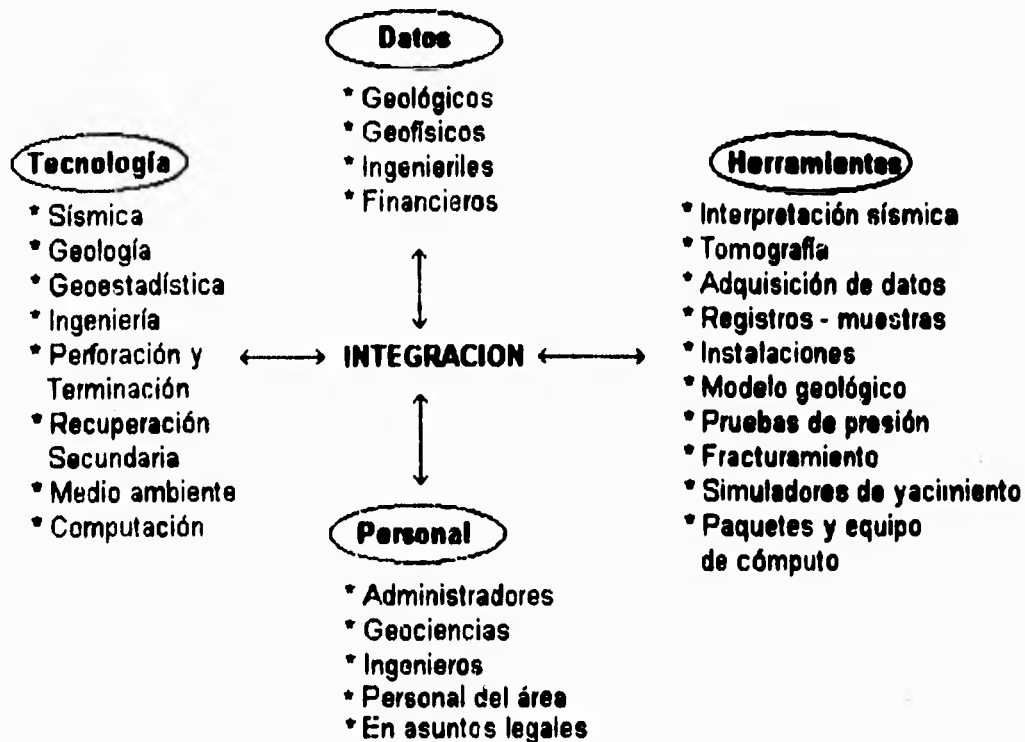 Datos
* Geológicos
* Geofísicos
* Ingenieriles
* Financieros
Tecnología
* Sísmica
* Geología
* Geoestadística
* Ingeniería
* Perforación y
Terminación
* Recuperación
Secundaria
* Medio ambiente
* Computación
INTEGRACION
Herramientas
* Interpretación sísmica
* Tomografía
* Adquisición de datos
* Registros - muestras
* Instalaciones
* Modelo geológico
* Pruebas de presión
* Fracturamiento
* Simuladores de yacimiento
* Paquetes y equipo
de cómputo
Personal
* Administradores
* Geociencias
* Ingenieros
* Personal del área
* En asuntos legales